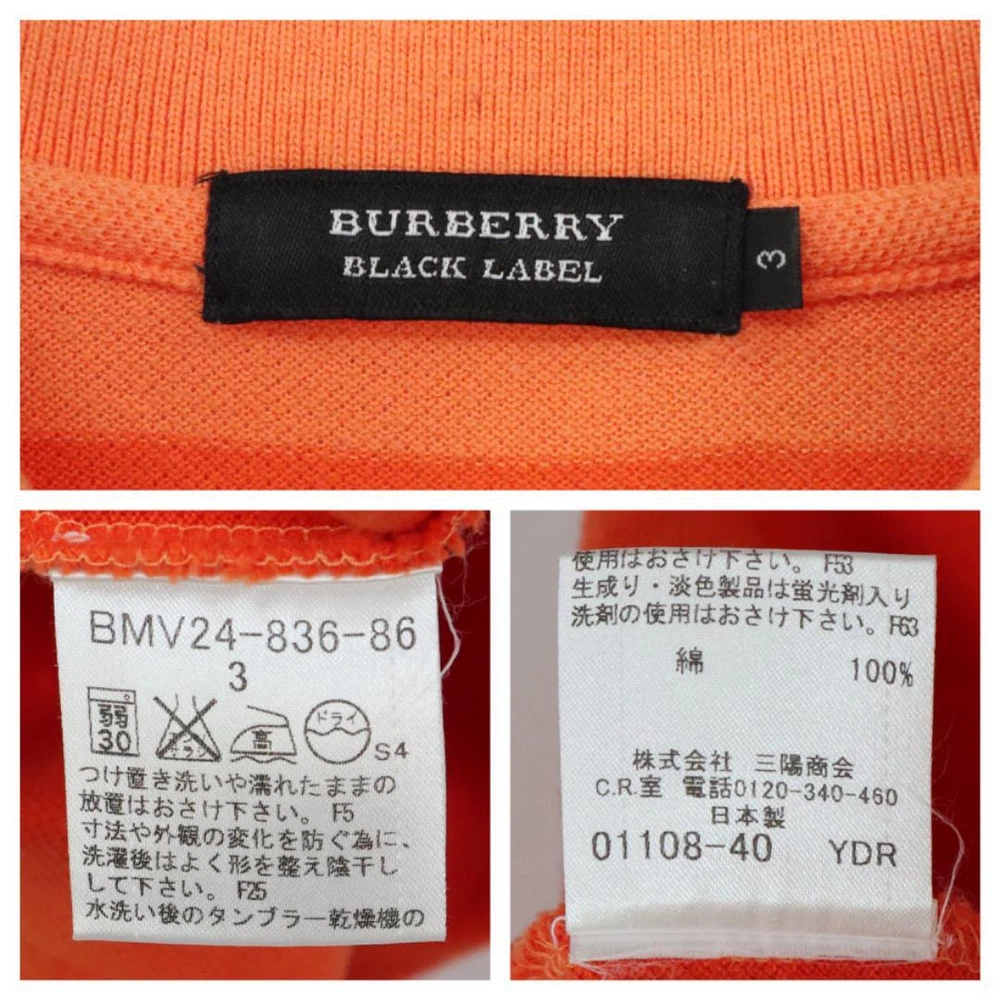 BURBERRY
BLACK LABEL
3
BMV24-836-86
3
弱
30
エンソ
サラシ
高
ドライ
S4
つけ置き洗いや濡れたままの
放置はおさけ下さい。F5
寸法や外観の変化を防ぐ為に、
洗濯後はよく形を整え陰干し
して下さい。F25
水洗い後のタンブラー乾燥機の
使用はおさけ下さい。F53
生成り・淡色製品は蛍光剤入り
洗剤の使用はおさけ下さい。F63
綿 100%
株式会社 三陽商会
C.R.室 電話0120-340-460
日本製
01108-40 YDR